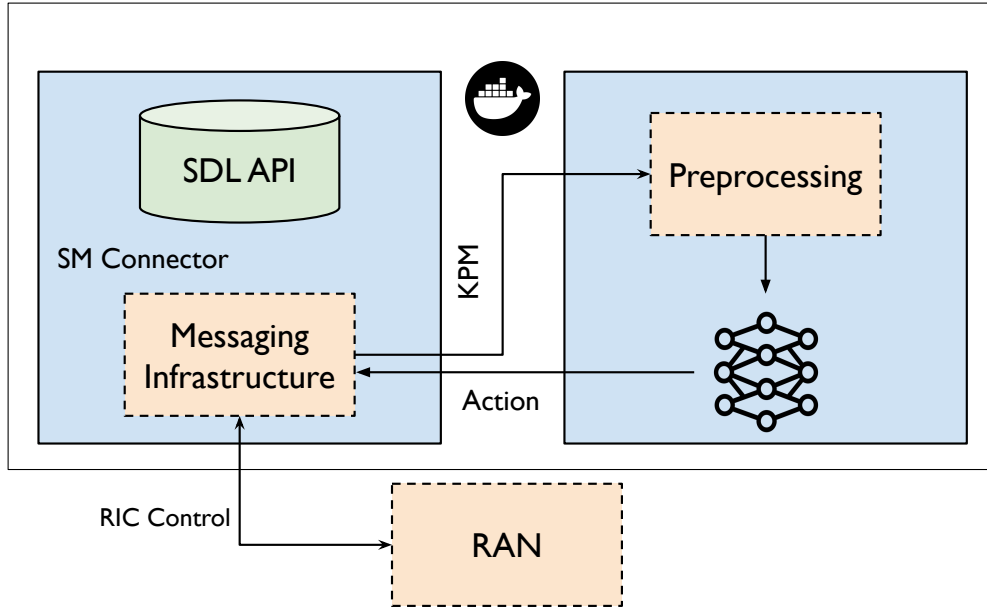 SDL API
Preprocessing
SM Connector
KPM
Messaging
Infrastructure
Action
RIC Control
RAN